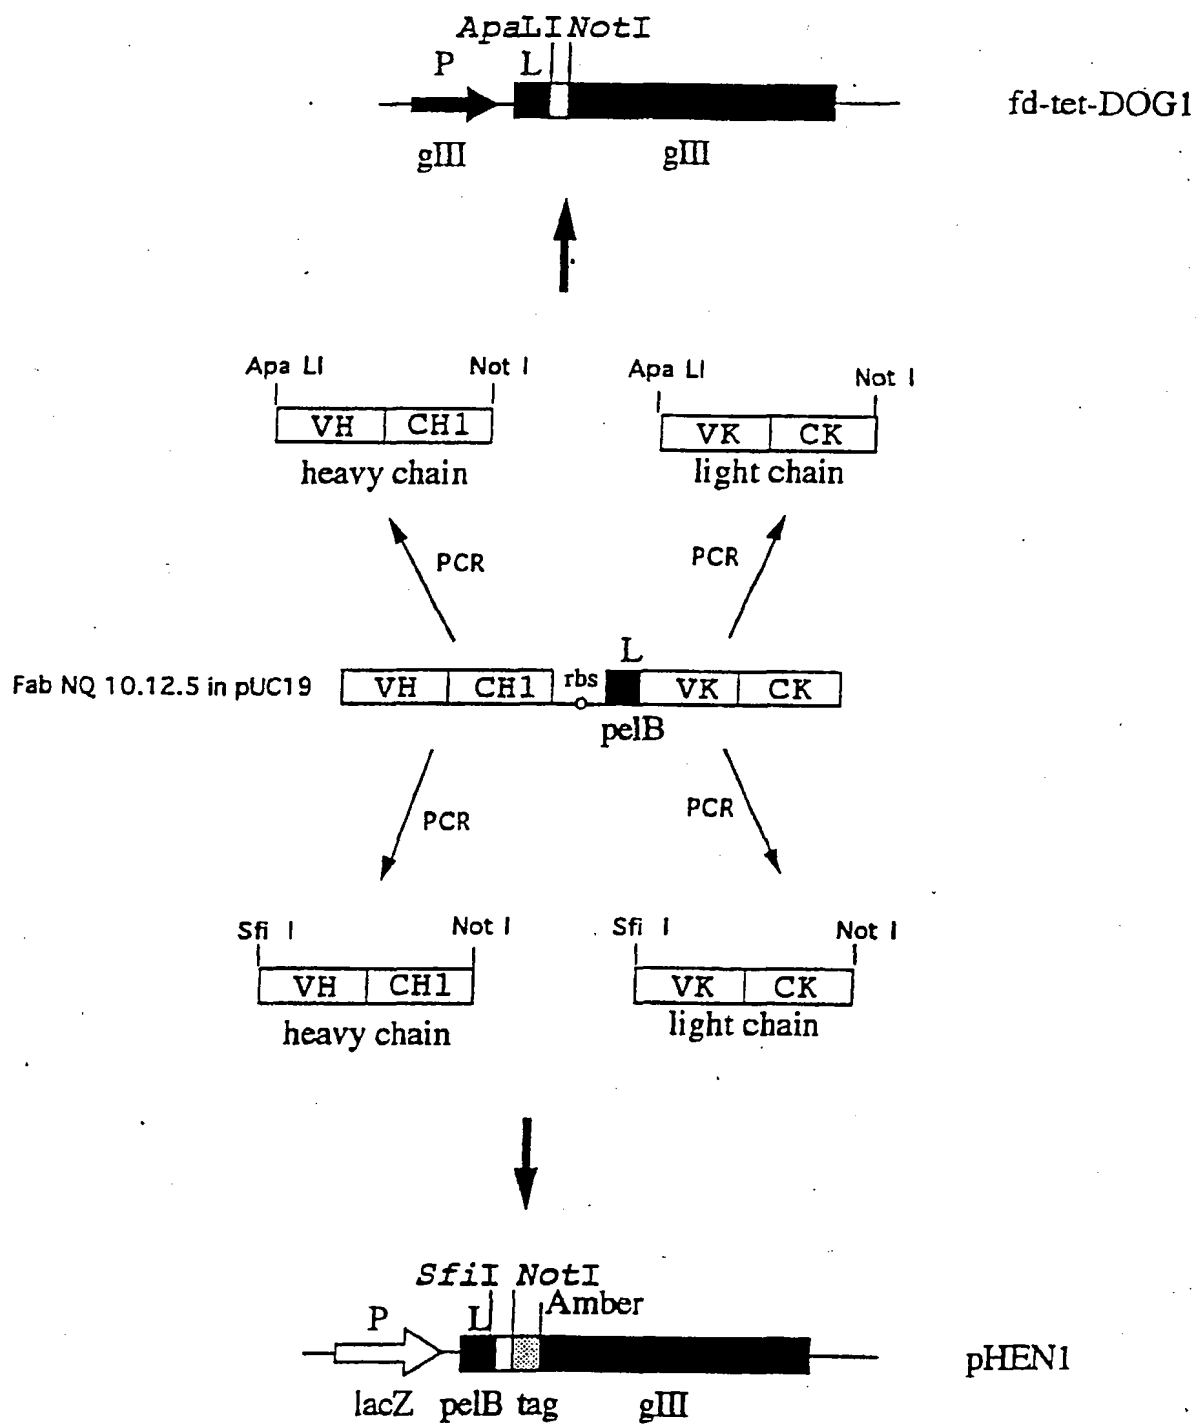 ApaLI NotI
P L
fd-tet-DOG1
gIII gIII
Apa LI Not I
VH CH1
heavy chain
Apa LI Not I
VK CK
light chain
PCR PCR
L
Fab NQ 10.12.5 in pUC19 VH CH1 rbs VK CK
pelB
PCR PCR
Sfi I Not I
VH CH1
heavy chain
Sfi I Not I
VK CK
light chain
SfiI NotI
Amber
P L
pHEN1
lacZ pelB tag gIII